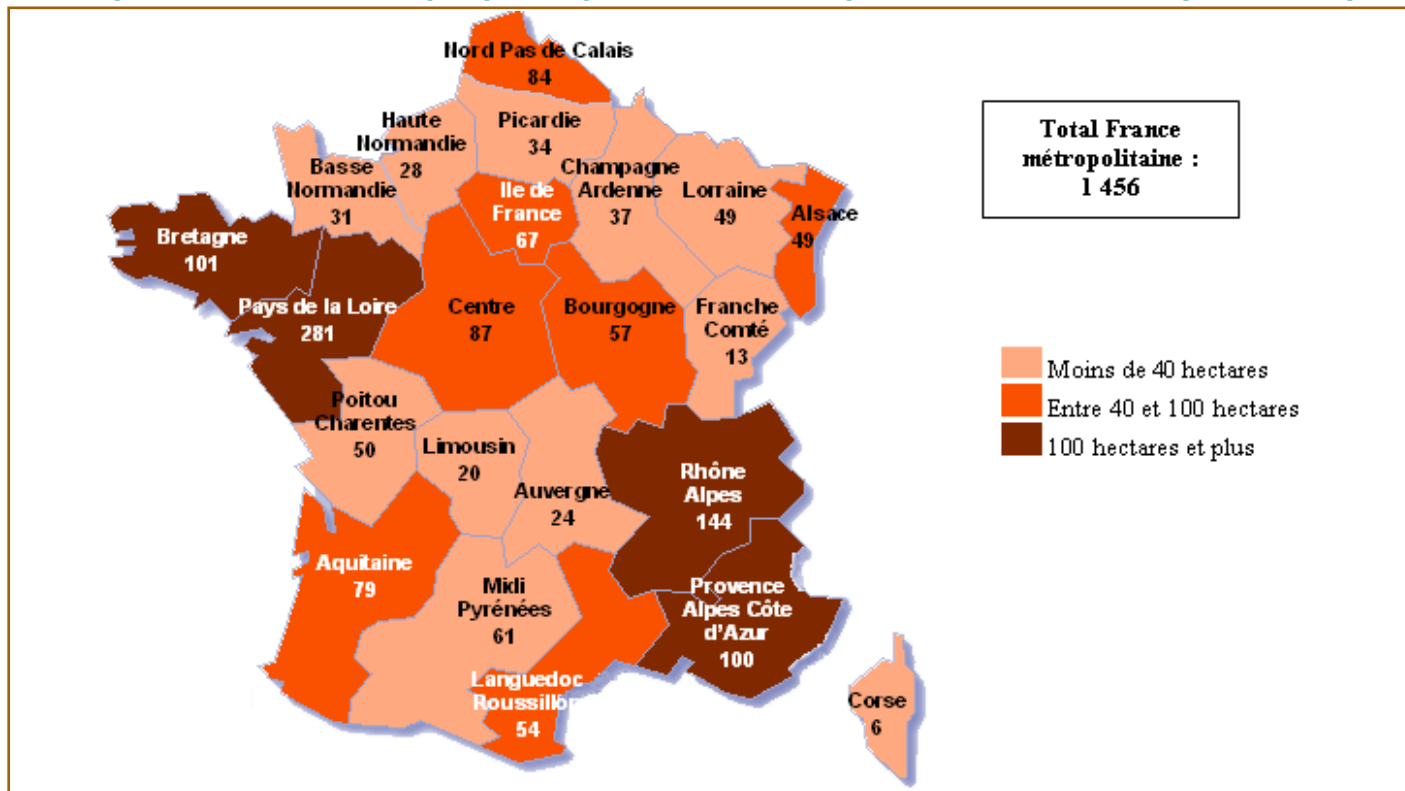 Nord Pas de Calais
84
Haute
Normandie
28
Picardie
34
Basse
Normandie
31
Champagne
Ardenne
37
Lorraine
49
Alsace
49
Ile de
France
67
Bretagne
101
Pays de la Loire
281
Centre
87
Bourgogne
57
Franche
Comté
13
Poitou
Charentes
50
Limousin
20
Auvergne
24
Rhône
Alpes
144
Aquitaine
79
Midi
Pyrénées
61
Provence
Alpes Côte
d'Azur
100
Languedoc
Roussillon
54
Corse
6
Total France
métropolitaine :
1 456
Moins de 40 hectares
Entre 40 et 100 hectares
100 hectares et plus